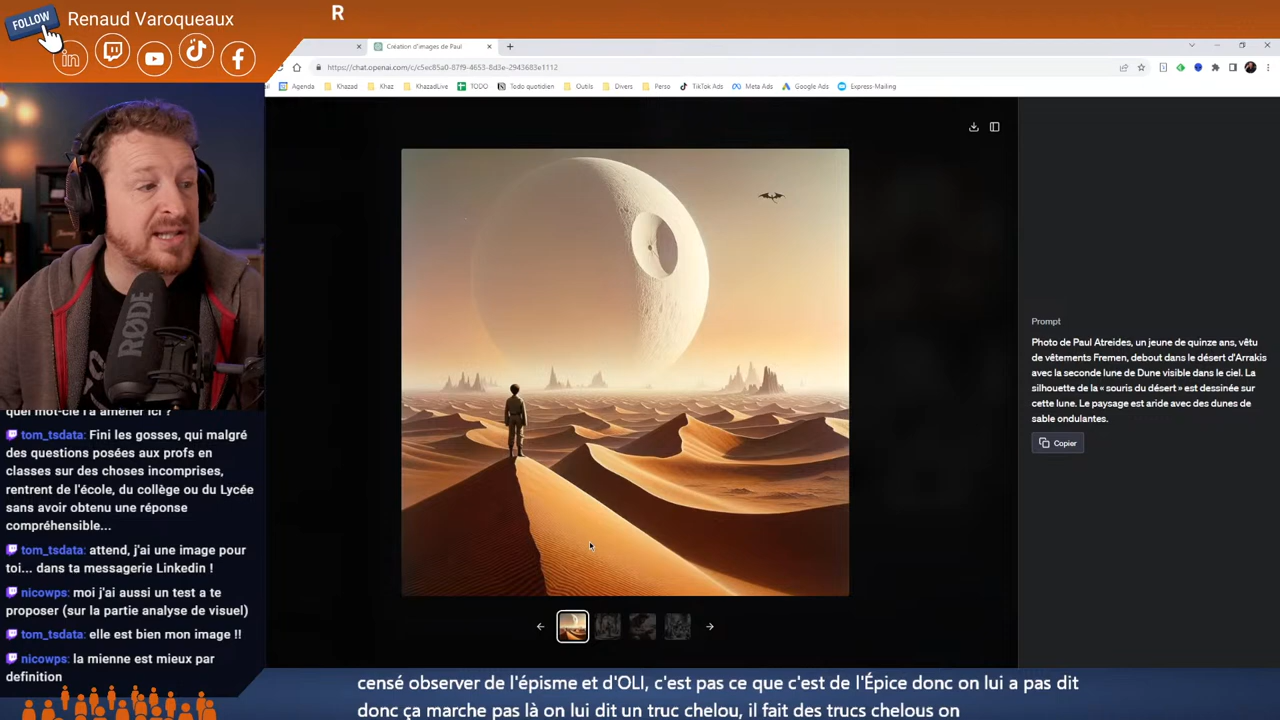 FOLLOW
Renaud Varoqueaux
R
Création d'images de Paul
https://chat.openai.com/c/c5ec85a0-87f9-4653-8d3e-2943683e1112
Agenda
Khazad
Khaz
KhazadLive
TODO
Todo quotidien
Outils
Divers
Perso
TikTok Ads
Meta Ads
Google Ads
Express-Mailing
RØDE
Prompt
Photo de Paul Atreides, un jeune de quinze ans, vêtu
de vêtements Fremen, debout dans le désert d'Arrakis
avec la seconde lune de Dune visible dans le ciel. La
silhouette de la « souris du désert » est dessinée sur
cette lune. Le paysage est aride avec des dunes de
sable ondulantes.
Copier
quel mot-clé l'a amener ici ?
tom_tsdata: Fini les gosses, qui malgré
des questions posées aux profs en
classes sur des choses incomprises,
rentrent de l'école, du collège ou du Lycée
sans avoir obtenu une réponse
compréhensible...
tom_tsdata: attend, j'ai une image pour
toi... dans ta messagerie Linkedin !
nicowps: moi j'ai aussi un test a te
proposer (sur la partie analyse de visuel)
tom_tsdata: elle est bien mon image !!
nicowps: la mienne est mieux par
definition
censé observer de l'épisme et d'OLI, c'est pas ce que c'est de l'Épice donc on lui a pas dit
donc ça marche pas là on lui dit un truc chelou, il fait des trucs chelous on